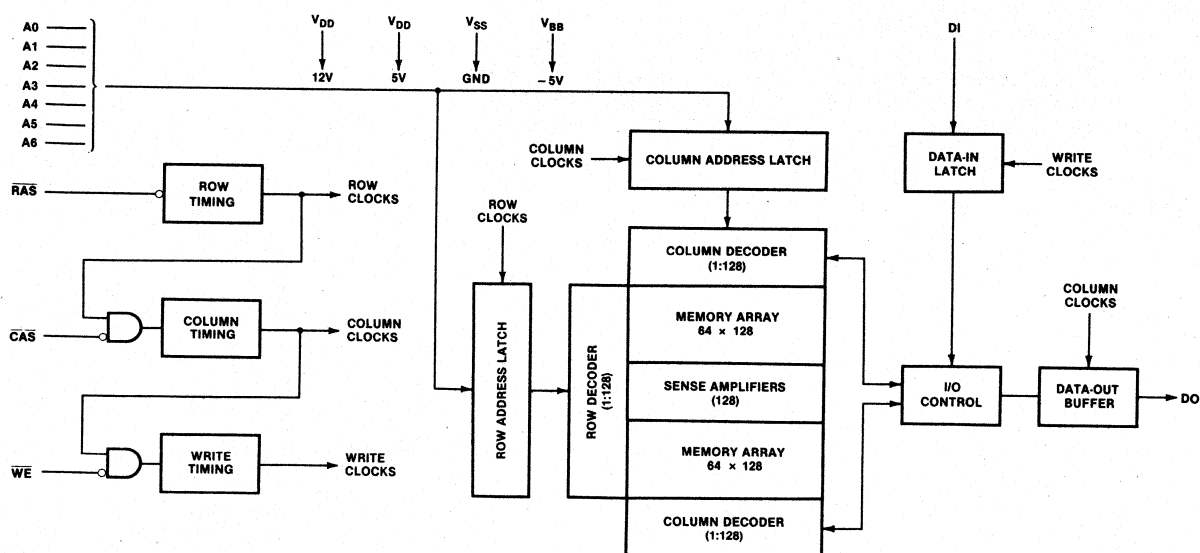 A0
A1
A2
A3
A4
A5
A6
VDD
12V
VDD
5V
VSS
GND
VBB
−5V
DI
COLUMN
CLOCKS
COLUMN ADDRESS LATCH
DATA-IN
LATCH
WRITE
CLOCKS
RAS
ROW
TIMING
ROW
CLOCKS
ROW
CLOCKS
COLUMN DECODER
(1:128)
CAS
COLUMN
TIMING
COLUMN
CLOCKS
ROW ADDRESS LATCH
ROW DECODER
(1:128)
MEMORY ARRAY
64 × 128
SENSE AMPLIFIERS
(128)
MEMORY ARRAY
64 × 128
COLUMN DECODER
(1:128)
I/O
CONTROL
COLUMN
CLOCKS
DATA-OUT
BUFFER
DO
WE
WRITE
TIMING
WRITE
CLOCKS